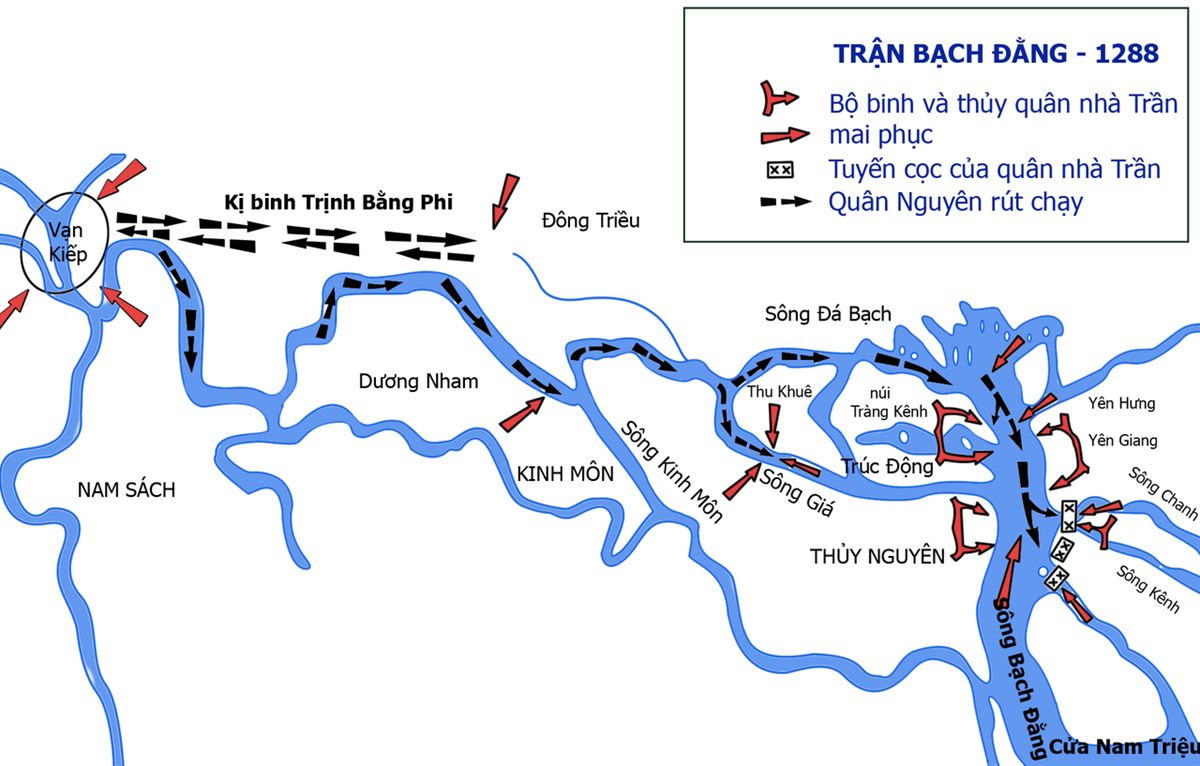 TRẬN BẠCH ĐẰNG - 1288
Bộ binh và thủy quân nhà Trần
mai phục
Tuyến cọc của quân nhà Trần
Quân Nguyên rút chạy
Kị binh Trịnh Bằng Phi
Đông Triều
Vạn
Kiếp
Sông Đá Bạch
Dương Nham
Thu Khuê
núi
Tràng Kênh
Yên Hưng
Yên Giang
Trúc Động
Sông Kinh Môn
KINH MÔN
NAM SÁCH
Sông Giá
Sông Chanh
THỦY NGUYÊN
Sông Kênh
Sông Bạch Đằng
Cửa Nam Triệu